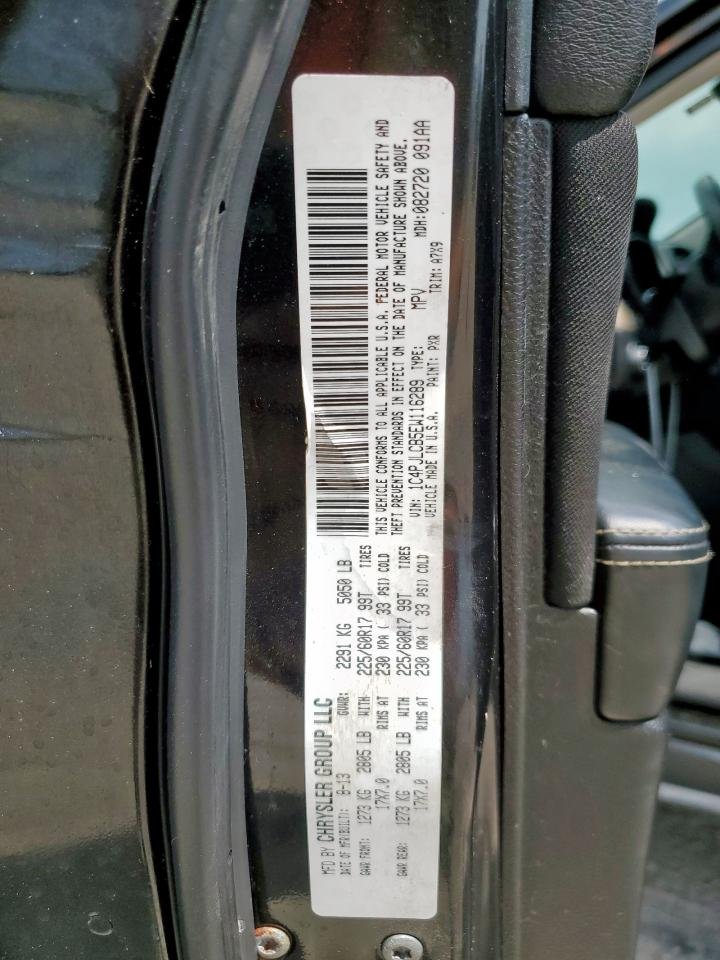 MFD BY CHRYSLER GROUP LLC
DATE OF MFR(BUILT): 8-13 GVWR: 2291 KG 5050 LB
GAWR FRONT: 1273 KG 2805 LB WITH 225/60R17 99T TIRES
17X7.0 RIMS AT 230 KPA ( 33 PSI) COLD
GAWR REAR: 1273 KG 2805 LB WITH 225/60R17 99T TIRES
17X7.0 RIMS AT 230 KPA ( 33 PSI) COLD
THIS VEHICLE CONFORMS TO ALL APPLICABLE U.S.A. FEDERAL MOTOR VEHICLE SAFETY AND
THEFT PREVENTION STANDARDS IN EFFECT ON THE DATE OF MANUFACTURE SHOWN ABOVE.
VIN: 1C4PJLCB5EW116289 TYPE: MPV MDH:082720 091AA
VEHICLE MADE IN U.S.A. PAINT: PXR TRIM: A7X9